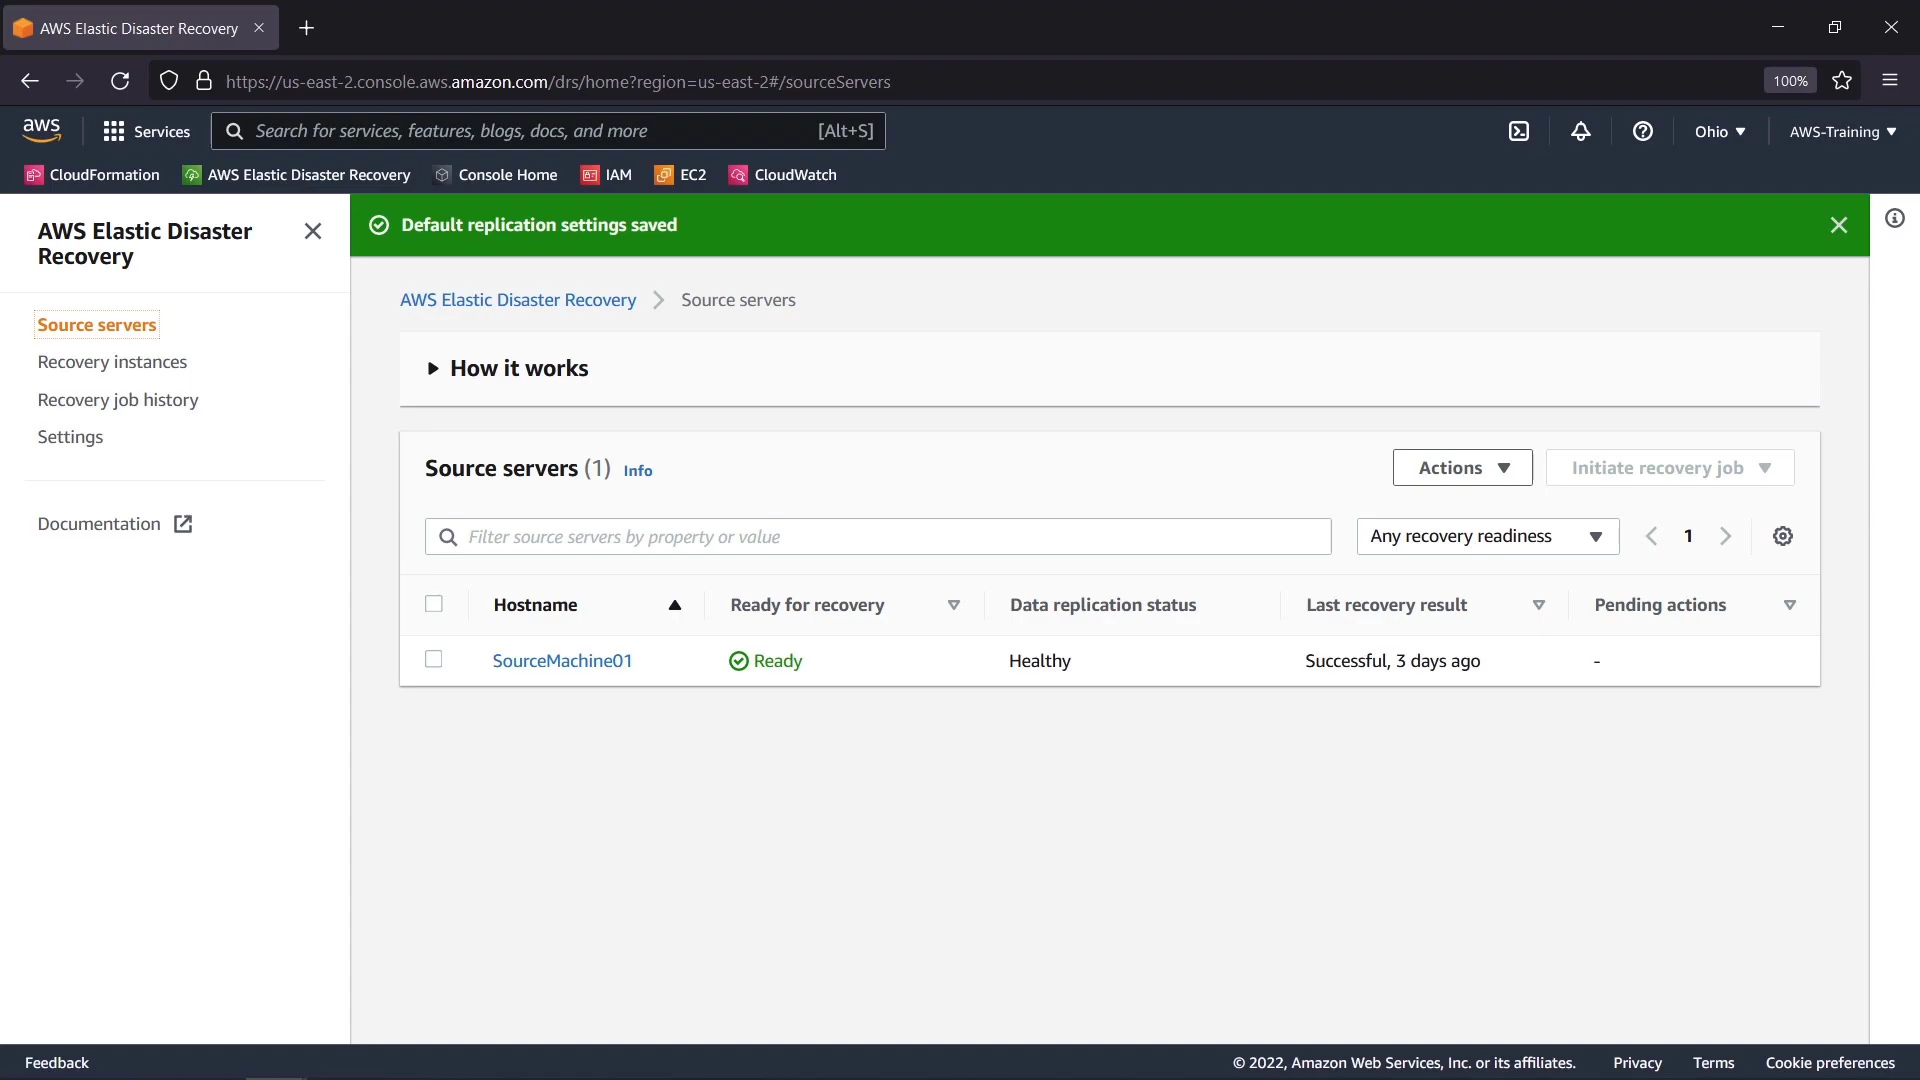 AWS Elastic Disaster Recovery
https://us-east-2.console.aws.amazon.com/drs/home?region=us-east-2#/sourceServers
100%
aws
Services
Search for services, features, blogs, docs, and more
[Alt+S]
Ohio
AWS-Training
CloudFormation
AWS Elastic Disaster Recovery
Console Home
IAM
EC2
CloudWatch
AWS Elastic Disaster
Recovery
Source servers
Recovery instances
Recovery job history
Settings
Documentation
Default replication settings saved
AWS Elastic Disaster Recovery
Source servers
How it works
Source servers (1) Info
Actions
Initiate recovery job
Filter source servers by property or value
Any recovery readiness
1
Hostname
Ready for recovery
Data replication status
Last recovery result
Pending actions
SourceMachine01
Ready
Healthy
Successful, 3 days ago
-
Feedback
© 2022, Amazon Web Services, Inc. or its affiliates.
Privacy
Terms
Cookie preferences